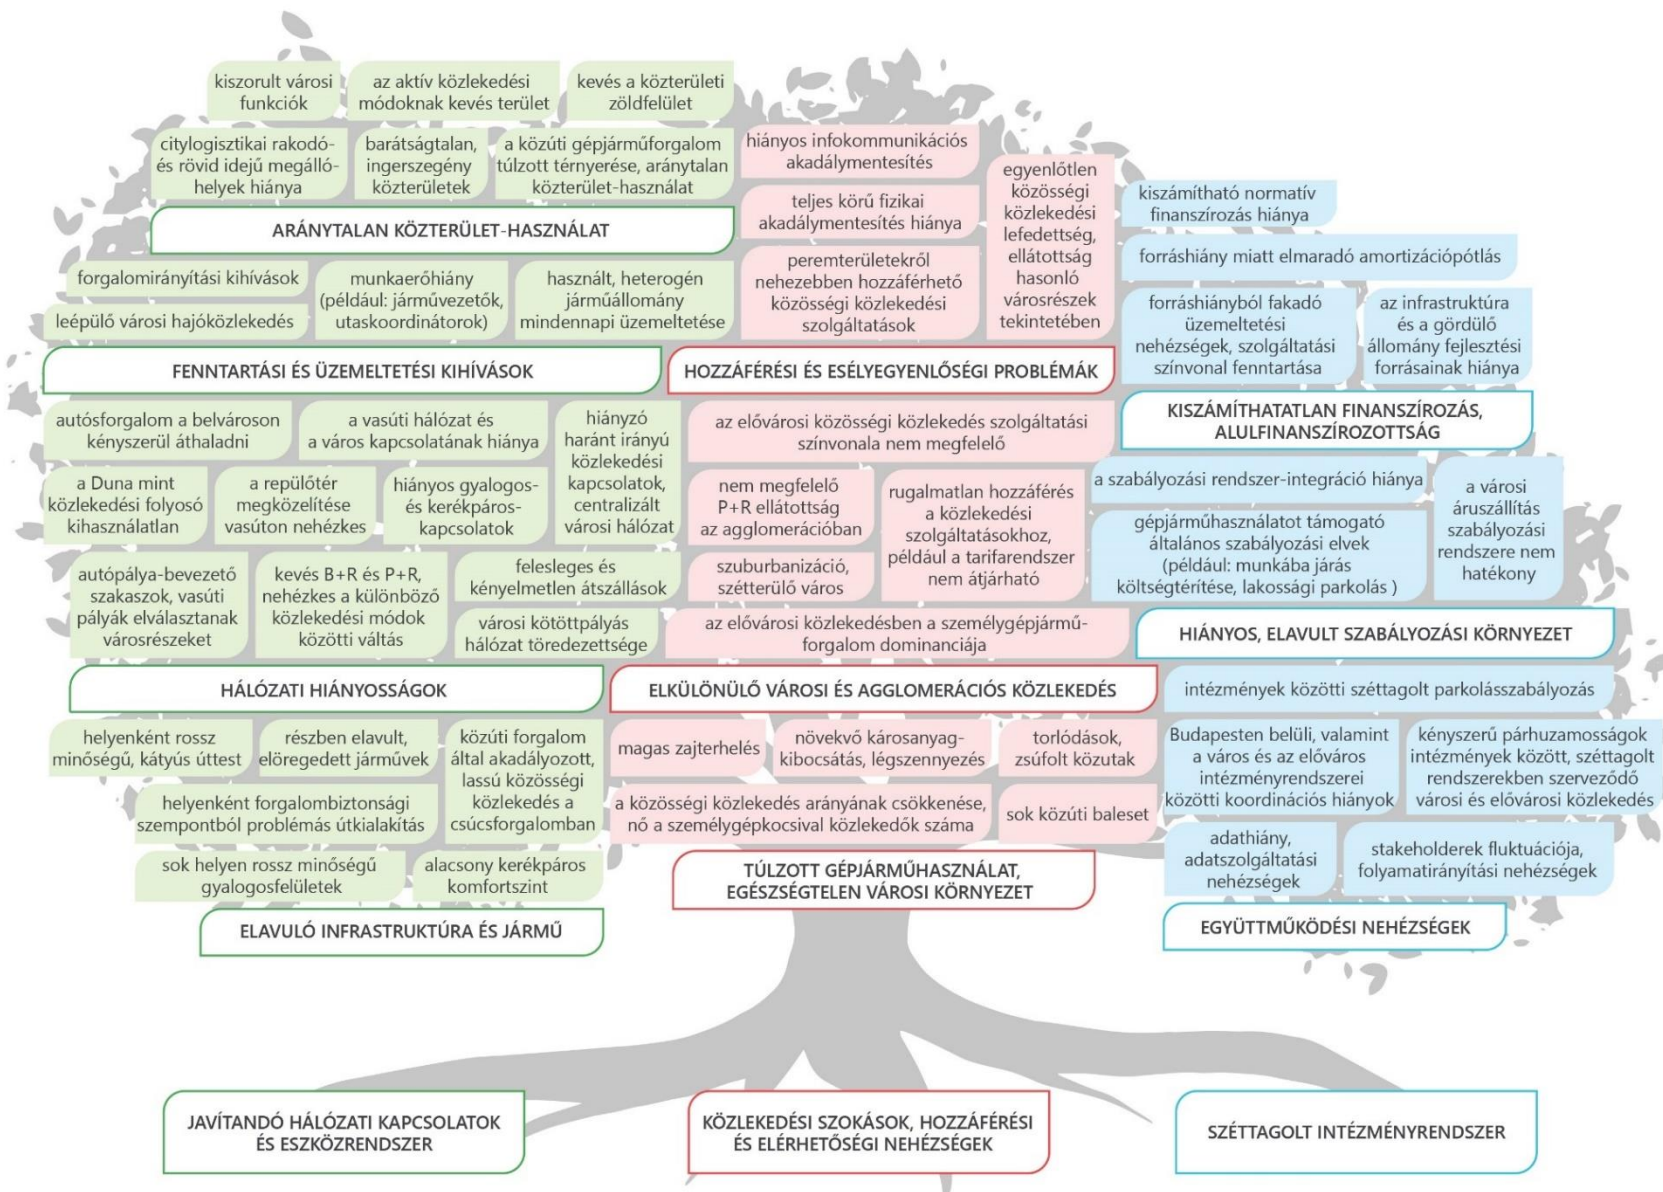 kiszorult városi
funkciók
az aktív közlekedési
módoknak kevés terület
kevés a közterületi
zöldfelület
citylogisztikai rakodó-
és rövid idejű megálló-
helyek hiánya
barátságtalan,
ingerszegény
közterületek
a közúti gépjárműforgalom
túlzott térnyerése, aránytalan
közterület-használat
ARÁNYTALAN KÖZTERÜLET-HASZNÁLAT
forgalomirányítási kihívások
leépülő városi hajóközlekedés
munkaerőhiány
(például: járművezetők,
utaskoordinátorok)
használt, heterogén
járműállomány
mindennapi üzemeltetése
FENNTARTÁSI ÉS ÜZEMELTETÉSI KIHÍVÁSOK
autósforgalom a belvároson
kényszerül áthaladni
a vasúti hálózat és
a város kapcsolatának hiánya
hiányzó
haránt irányú
közlekedési
kapcsolatok,
centralizált
városi hálózat
a Duna mint
közlekedési folyosó
kihasználatlan
a repülőtér
megközelítése
vasúton nehézkes
hiányos gyalogos-
és kerékpáros-
kapcsolatok
autópálya-bevezető
szakaszok, vasúti
pályák elválasztanak
városrészeket
kevés B+R és P+R,
nehézkes a különböző
közlekedési módok
közötti váltás
felesleges és
kényelmetlen átszállások
városi kötöttpályás
hálózat töredezettsége
HÁLÓZATI HIÁNYOSSÁGOK
helyenként rossz
minőségű, kátyús úttest
részben elavult,
elöregedett járművek
közúti forgalom
által akadályozott,
lassú közösségi
közlekedés a
csúcsforgalomban
helyenként forgalombiztonsági
szempontból problémás útkialakítás
sok helyen rossz minőségű
gyalogosfelületek
alacsony kerékpáros
komfortszint
ELAVULÓ INFRASTRUKTÚRA ÉS JÁRMŰ
hiányos infokommunikációs
akadálymentesítés
teljes körű fizikai
akadálymentesítés hiánya
peremterületekről
nehezebben hozzáférhető
közösségi közlekedési
szolgáltatások
egyenlőtlen
közösségi
közlekedési
lefedettség,
ellátottság
hasonló
városrészek
tekintetében
HOZZÁFÉRÉSI ÉS ESÉLYEGYENLŐSÉGI PROBLÉMÁK
az elővárosi közösségi közlekedés szolgáltatási
színvonala nem megfelelő
nem megfelelő
P+R ellátottság
az agglomerációban
rugalmatlan hozzáférés
a közlekedési
szolgáltatásokhoz,
például a tarifarendszer
nem átjárható
szuburbanizáció,
szétterülő város
az elővárosi közlekedésben a személygépjármű-
forgalom dominanciája
ELKÜLÖNÜLŐ VÁROSI ÉS AGGLOMERÁCIÓS KÖZLEKEDÉS
magas zajterhelés
növekvő károsanyag-
kibocsátás, légszennyezés
torlódások,
zsúfolt közutak
a közösségi közlekedés arányának csökkenése,
nő a személygépkocsival közlekedők száma
sok közúti baleset
TÚLZOTT GÉPJÁRMŰHASZNÁLAT,
EGÉSZSÉGTELEN VÁROSI KÖRNYEZET
kiszámítható normatív
finanszírozás hiánya
forráshiány miatt elmaradó amortizációpótlás
forráshiányból fakadó
üzemeltetési
nehézségek, szolgáltatási
színvonal fenntartása
az infrastruktúra
és a gördülő
állomány fejlesztési
forrásainak hiánya
KISZÁMÍTHATATLAN FINANSZÍROZÁS,
ALULFINANSZÍROZOTTSÁG
a szabályozási rendszer-integráció hiánya
gépjárműhasználatot támogató
általános szabályozási elvek
(például: munkába járás
költségtérítése, lakossági parkolás )
a városi
áruszállítás
szabályozási
rendszere nem
hatékony
HIÁNYOS, ELAVULT SZABÁLYOZÁSI KÖRNYEZET
intézmények közötti széttagolt parkolásszabályozás
Budapesten belüli, valamint
a város és az előváros
intézményrendszerei
közötti koordinációs hiányok
kényszerű párhuzamosságok
intézmények között, széttagolt
rendszerekben szerveződő
városi és elővárosi közlekedés
adathiány,
adatszolgáltatási
nehézségek
stakeholderek fluktuációja,
folyamatirányítási nehézségek
EGYÜTTMŰKÖDÉSI NEHÉZSÉGEK
JAVÍTANDÓ HÁLÓZATI KAPCSOLATOK
ÉS ESZKÖZRENDSZER
KÖZLEKEDÉSI SZOKÁSOK, HOZZÁFÉRÉSI
ÉS ELÉRHETŐSÉGI NEHÉZSÉGEK
SZÉTTAGOLT INTÉZMÉNYRENDSZER